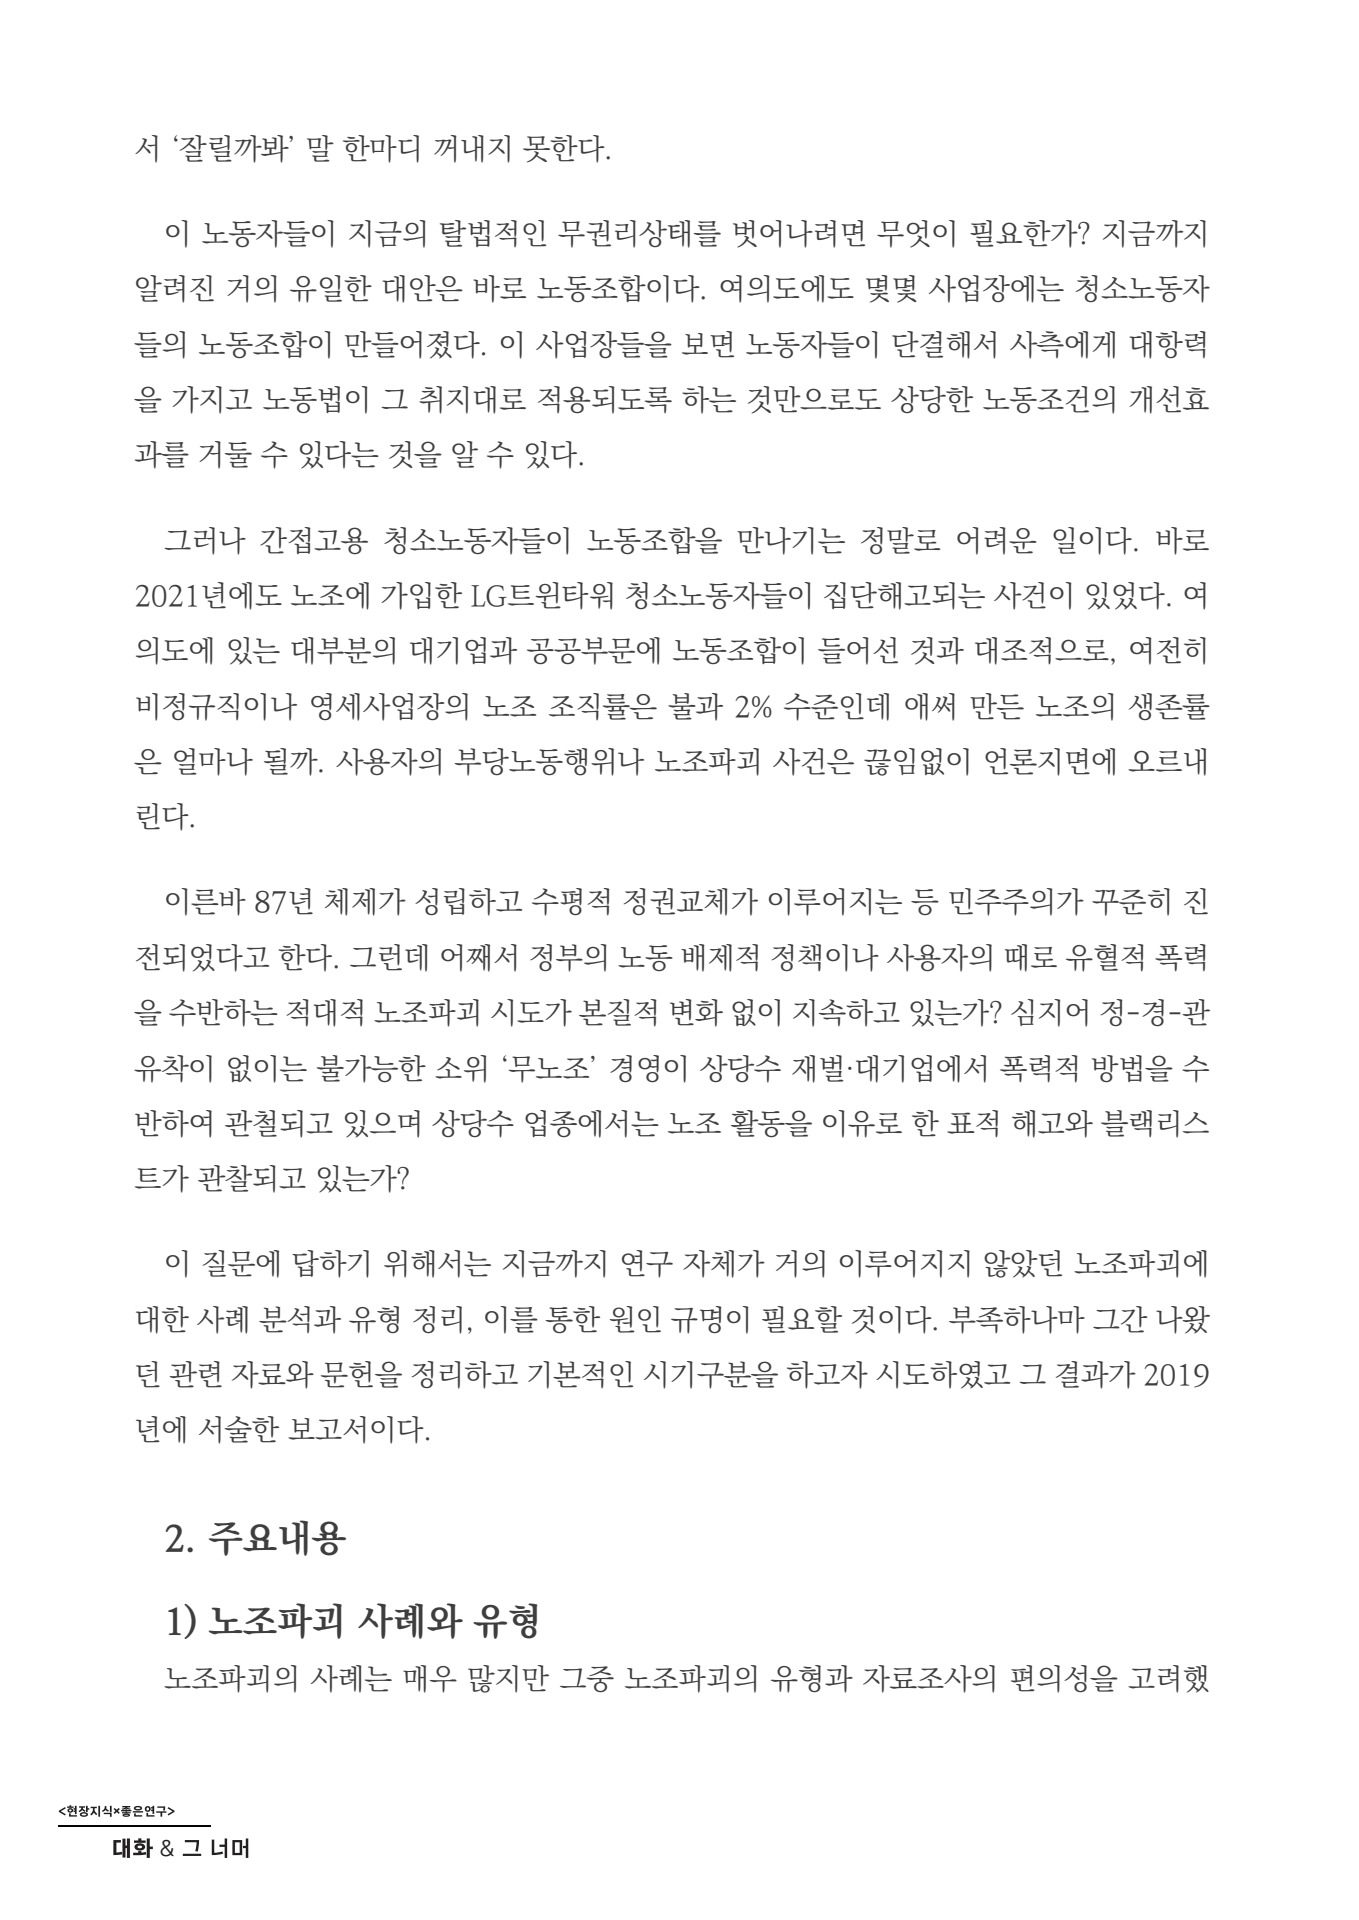 서 ‘잘릴까봐’ 말 한마디 꺼내지 못한다.
이 노동자들이 지금의 탈법적인 무권리상태를 벗어나려면 무엇이 필요한가? 지금까지
알려진 거의 유일한 대안은 바로 노동조합이다. 여의도에도 몇몇 사업장에는 청소노동자
들의 노동조합이 만들어졌다. 이 사업장들을 보면 노동자들이 단결해서 사측에게 대항력
을 가지고 노동법이 그 취지대로 적용되도록 하는 것만으로도 상당한 노동조건의 개선효
과를 거둘 수 있다는 것을 알 수 있다.
그러나 간접고용 청소노동자들이 노동조합을 만나기는 정말로 어려운 일이다. 바로
2021년에도 노조에 가입한 LG트윈타워 청소노동자들이 집단해고되는 사건이 있었다. 여
의도에 있는 대부분의 대기업과 공공부문에 노동조합이 들어선 것과 대조적으로, 여전히
비정규직이나 영세사업장의 노조 조직률은 불과 2% 수준인데 애써 만든 노조의 생존률
은 얼마나 될까. 사용자의 부당노동행위나 노조파괴 사건은 끊임없이 언론지면에 오르내
린다.
이른바 87년 체제가 성립하고 수평적 정권교체가 이루어지는 등 민주주의가 꾸준히 진
전되었다고 한다. 그런데 어째서 정부의 노동 배제적 정책이나 사용자의 때로 유혈적 폭력
을 수반하는 적대적 노조파괴 시도가 본질적 변화 없이 지속하고 있는가? 심지어 정-경-관
유착이 없이는 불가능한 소위 ‘무노조’ 경영이 상당수 재벌·대기업에서 폭력적 방법을 수
반하여 관철되고 있으며 상당수 업종에서는 노조 활동을 이유로 한 표적 해고와 블랙리스
트가 관찰되고 있는가?
이 질문에 답하기 위해서는 지금까지 연구 자체가 거의 이루어지지 않았던 노조파괴에
대한 사례 분석과 유형 정리, 이를 통한 원인 규명이 필요할 것이다. 부족하나마 그간 나왔
던 관련 자료와 문헌을 정리하고 기본적인 시기구분을 하고자 시도하였고 그 결과가 2019
년에 서술한 보고서이다.
2. 주요내용
1) 노조파괴 사례와 유형
노조파괴의 사례는 매우 많지만 그중 노조파괴의 유형과 자료조사의 편의성을 고려했
<현장지식×좋은연구>
대화 & 그 너머